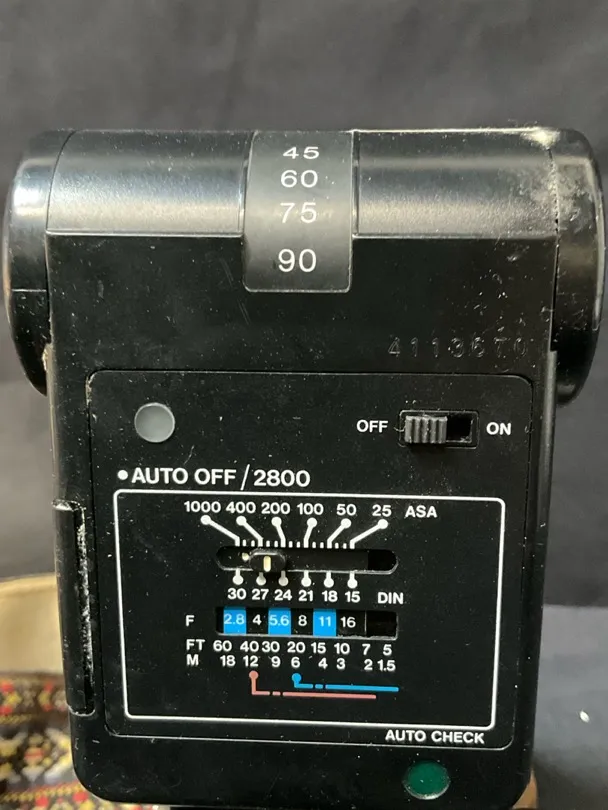 45
60
75
90
4113670
OFF ON
•AUTO OFF/2800
1000 400 200 100 50 25 ASA
30 27 24 21 18 15 DIN
F 2.8 4 5.6 8 11 16
FT 60 40 30 20 15 10 7 5
M 18 12 9 6 4 3 2 1.5
AUTO CHECK